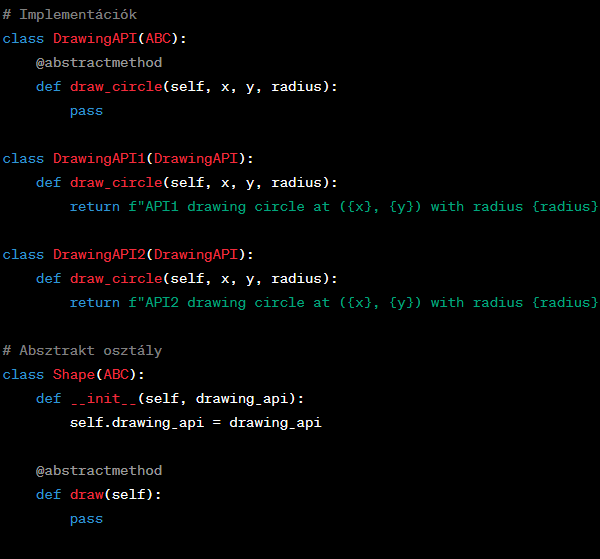 # Implementációk
class DrawingAPI(ABC):
    @abstractmethod
    def draw_circle(self, x, y, radius):
        pass

class DrawingAPI1(DrawingAPI):
    def draw_circle(self, x, y, radius):
        return f"API1 drawing circle at ({x}, {y}) with radius {radius}

class DrawingAPI2(DrawingAPI):
    def draw_circle(self, x, y, radius):
        return f"API2 drawing circle at ({x}, {y}) with radius {radius}

# Absztrakt osztály
class Shape(ABC):
    def __init__(self, drawing_api):
        self.drawing_api = drawing_api

    @abstractmethod
    def draw(self):
        pass